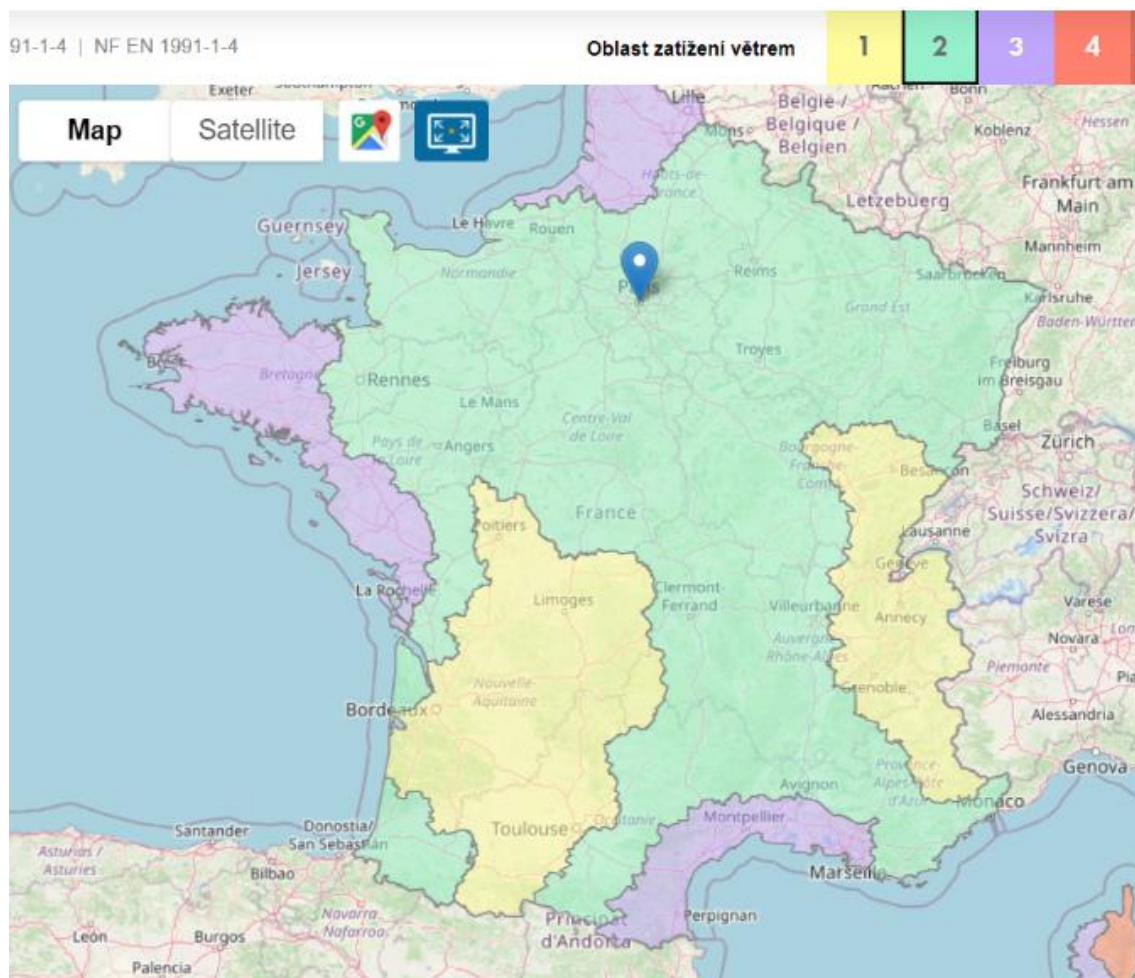 91-1-4 | NF EN 1991-1-4
Oblast zatížení větrem
1
2
3
4
Map
Satellite
Exeter
Lille
Mons
Belgie /
Belgique /
Belgien
Bonn
Koblenz
Hessen
Hauts-de-
France
Frankfurt am
Main
Letzebuerg
Guernsey
Le Havre
Rouen
Mannheim
Jersey
Normandie
Paris
Reims
Saarbrücken
Grand Est
Karlsruhe
Baden-Württer
Troyes
Freiburg
im Breisgau
Bretagne
Rennes
Le Mans
Centre-Val
de Loire
Basel
Zürich
Pays de
la Loire
Angers
Bourgogne-
Franche-
Comté
Besançon
Schweiz/
Suisse/Svizzera/
Svizra
Poitiers
France
Lausanne
Genève
La Rochelle
Limoges
Clermont-
Ferrand
Villeurbanne
Annecy
Varese
Auvergne-
Rhône-Alpes
Novara
Piemonte
Nouvelle-
Aquitaine
Grenoble
Bordeaux
Alessandria
Genova
Provence-
Alpes-Côte
d'Azur
Avignon
Monaco
Santander
Donostia/
San Sebastián
Toulouse
Occitanie
Montpellier
Asturias /
Asturies
Bilbao
Marseille
Navarra
Nafarroa
Principat
d'Andorra
Perpignan
León
Burgos
Palencia